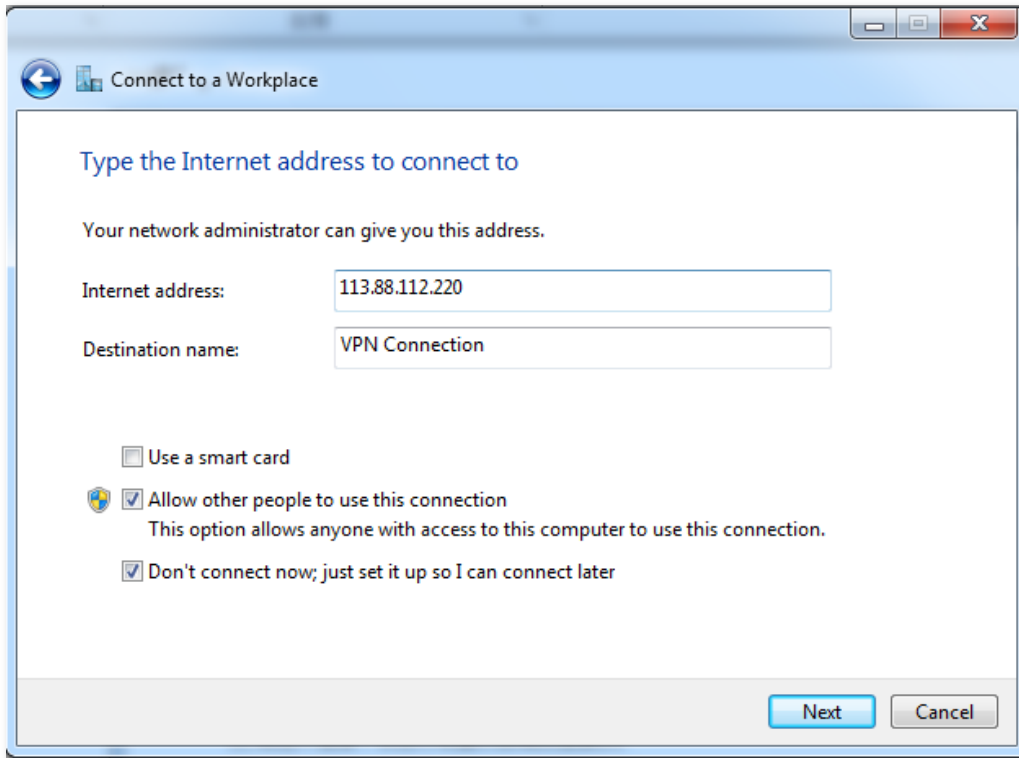 Connect to a Workplace
Type the Internet address to connect to
Your network administrator can give you this address.
Internet address: 113.88.112.220
Destination name: VPN Connection
Use a smart card
Allow other people to use this connection
This option allows anyone with access to this computer to use this connection.
Don't connect now; just set it up so I can connect later
Next Cancel